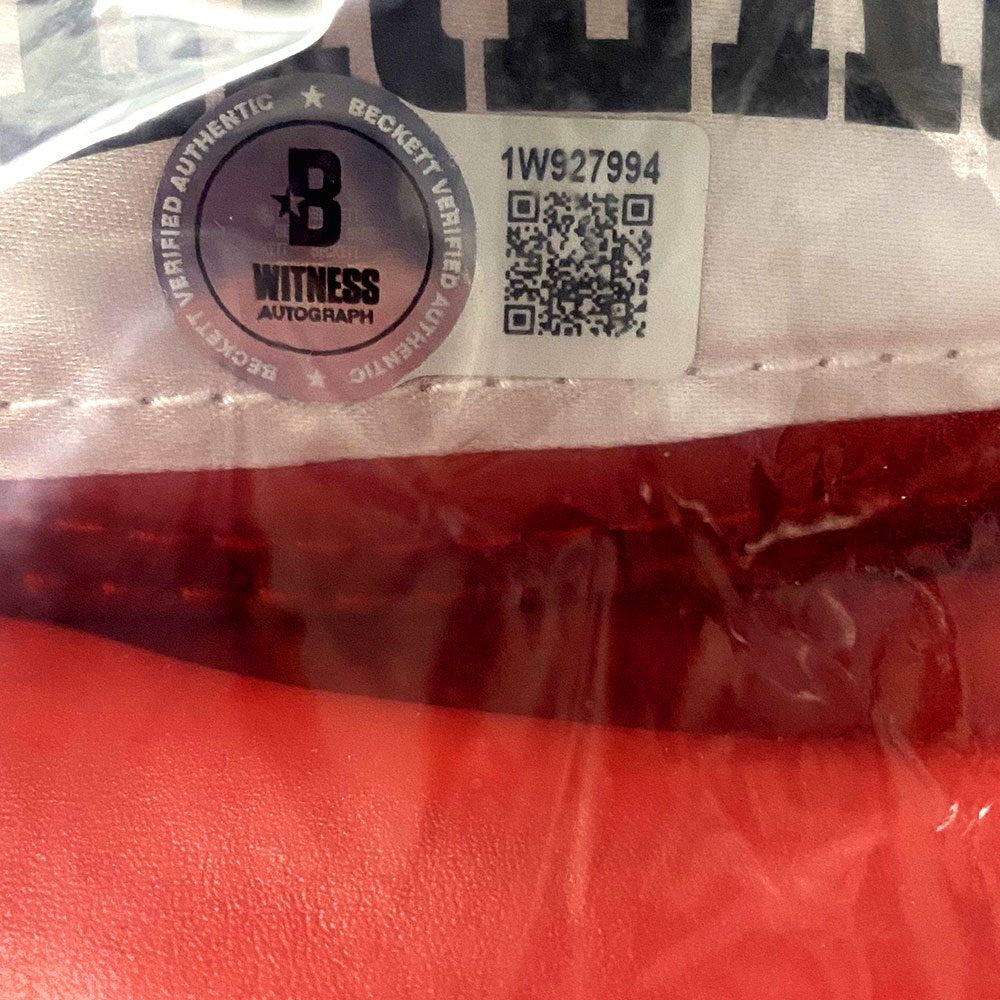 BECKETT VERIFIED AUTHENTIC ★ BECKETT VERIFIED AUTHENTIC ★
B
WITNESS
AUTOGRAPH
1W927994